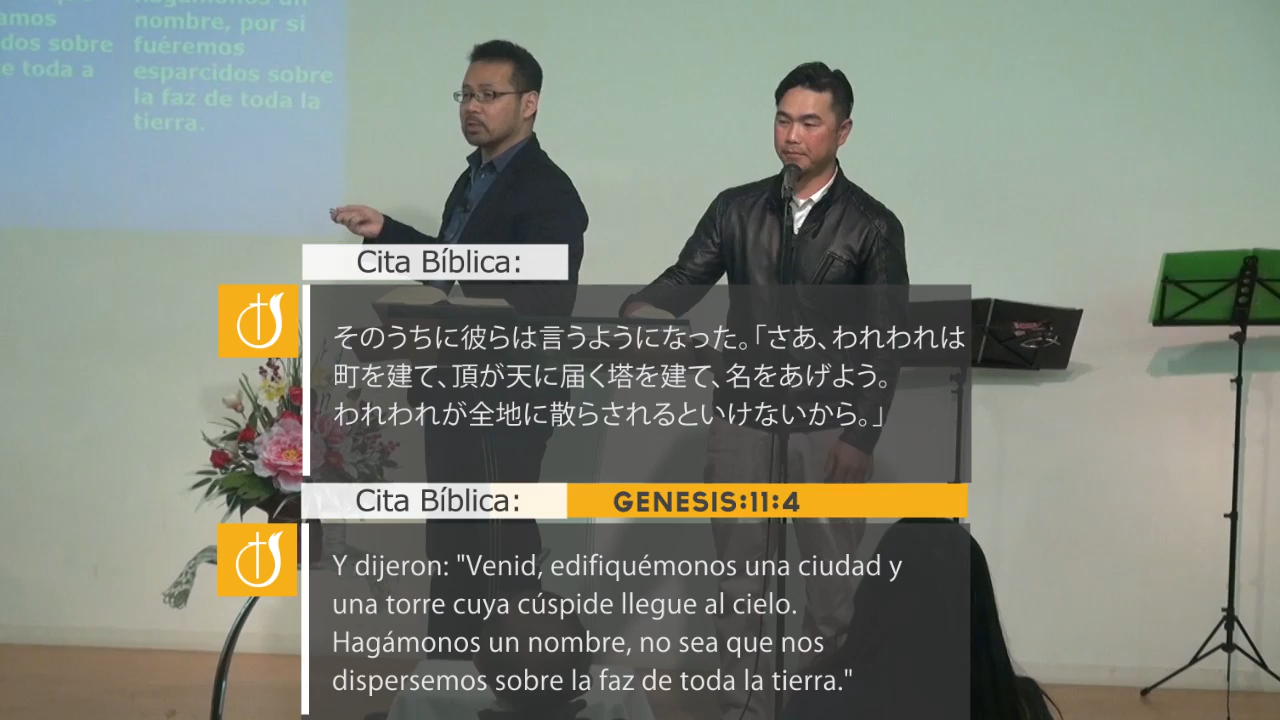 amos
dos sobre
e toda a
nombre, por si
fuéremos
esparcidos sobre
la faz de toda la
tierra.
Cita Bíblica:
そのうちに彼らは言うようになった。「さあ、われわれは
町を建て、頂が天に届く塔を建て、名をあげよう。
われわれが全地に散らされるといけないから。」
Cita Bíblica:
GENESIS:11:4
Y dijeron: "Venid, edifiquémonos una ciudad y
una torre cuya cúspide llegue al cielo.
Hagámonos un nombre, no sea que nos
dispersemos sobre la faz de toda la tierra."